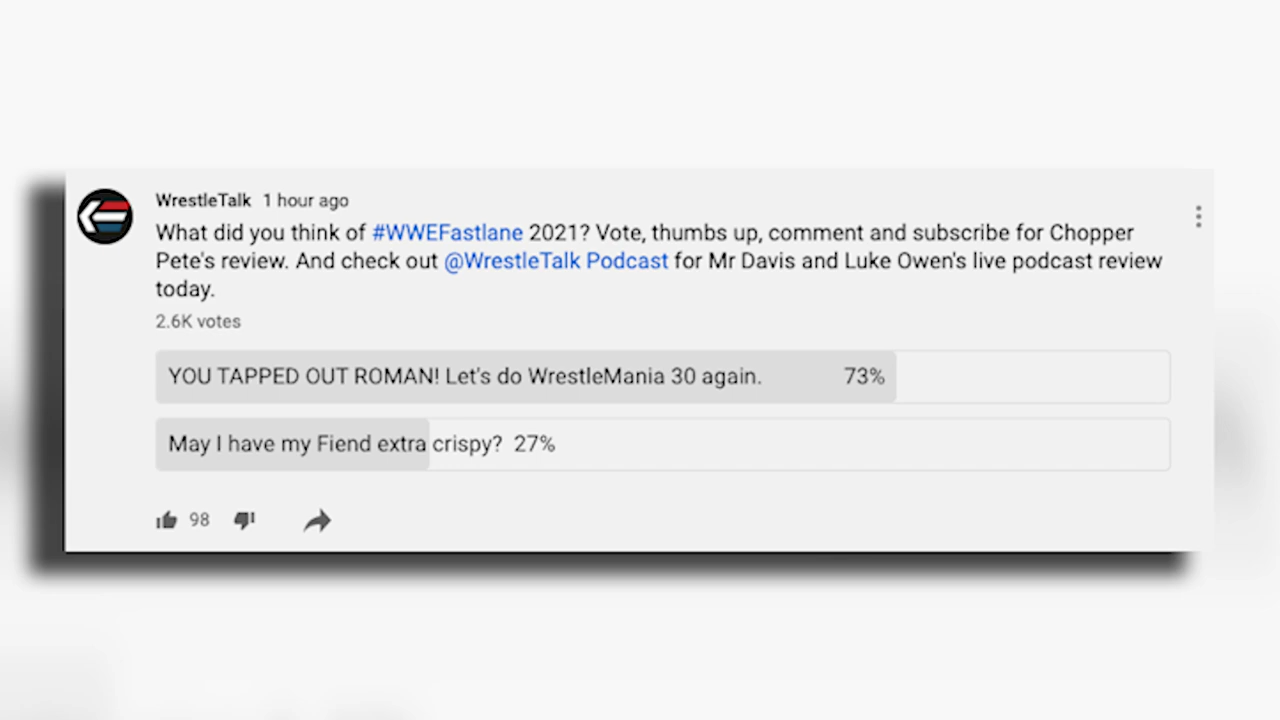 WrestleTalk 1 hour ago
What did you think of #WWEFastlane 2021? Vote, thumbs up, comment and subscribe for Chopper
Pete's review. And check out @WrestleTalk Podcast for Mr Davis and Luke Owen's live podcast review
today.
2.6K votes
YOU TAPPED OUT ROMAN! Let's do WrestleMania 30 again. 73%
May I have my Fiend extra crispy? 27%
98